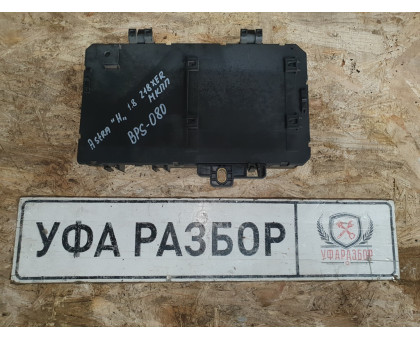 Astra "H" 1.8 Z18XER
МКПП
BPS-080
УФА РАЗБОР
УФАРАЗБОР